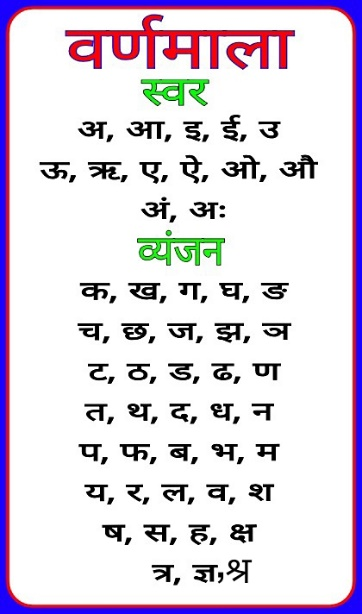 वर्णमाला
स्वर
अ, आ, इ, ई, उ
ऊ, ऋ, ए, ऐ, ओ, औ
अं, अः
व्यंजन
क, ख, ग, घ, ङ
च, छ, ज, झ, ञ
ट, ठ, ड, ढ, ण
त, थ, द, ध, न
प, फ, ब, भ, म
य, र, ल, व, श
ष, स, ह, क्ष
त्र, ज्ञ,श्र